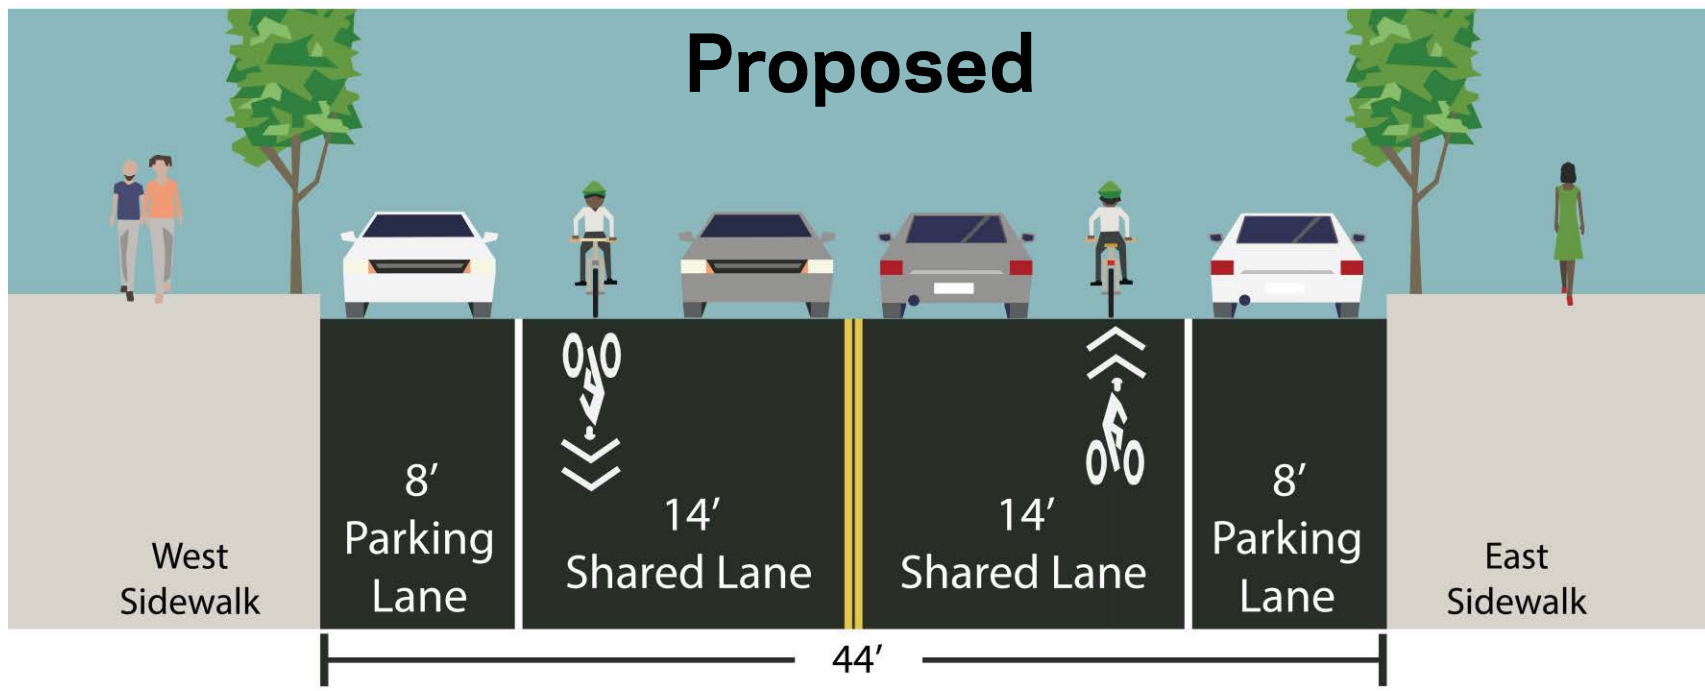 Proposed
West
Sidewalk
8′
Parking
Lane
14′
Shared Lane
14′
Shared Lane
8′
Parking
Lane
East
Sidewalk
44′